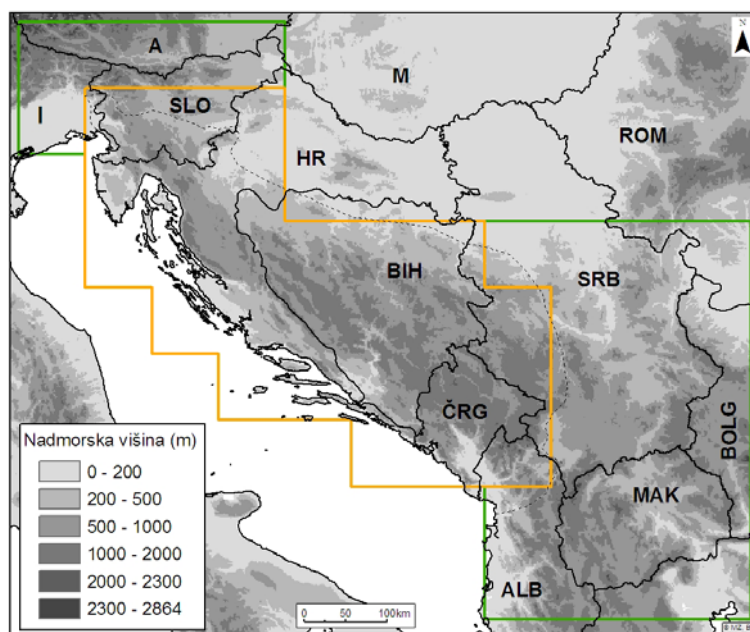 N
A
M
I
SLO
ROM
HR
BIH
SRB
ČRG
BOLG
MAK
ALB
Nadmorska višina (m)
0 - 200
200 - 500
500 - 1000
1000 - 2000
2000 - 2300
2300 - 2864
0 50 100km